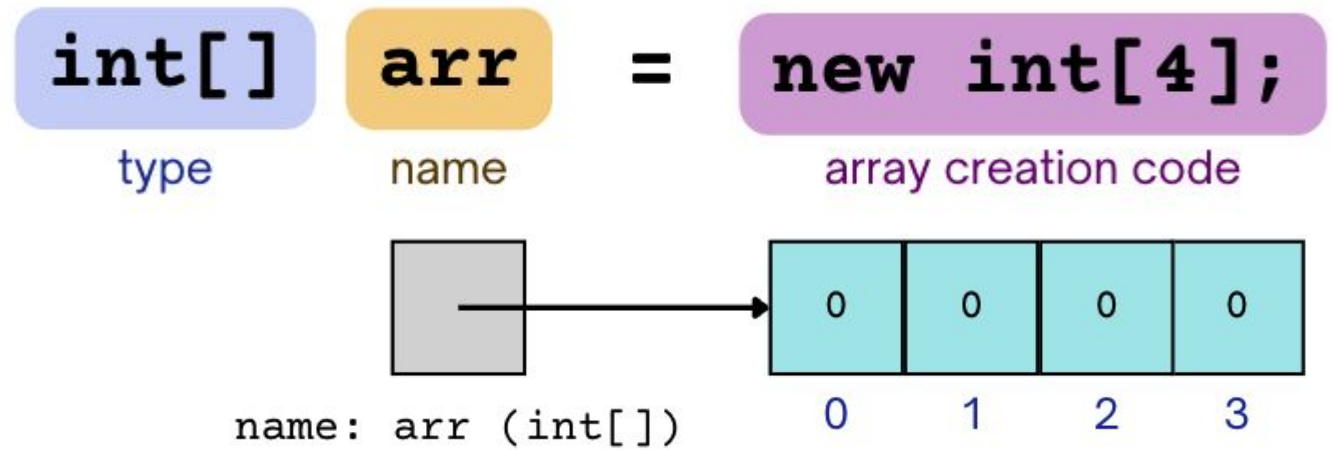 int[] arr = new int[4];
type name array creation code
0 0 0 0
name: arr (int[]) 0 1 2 3